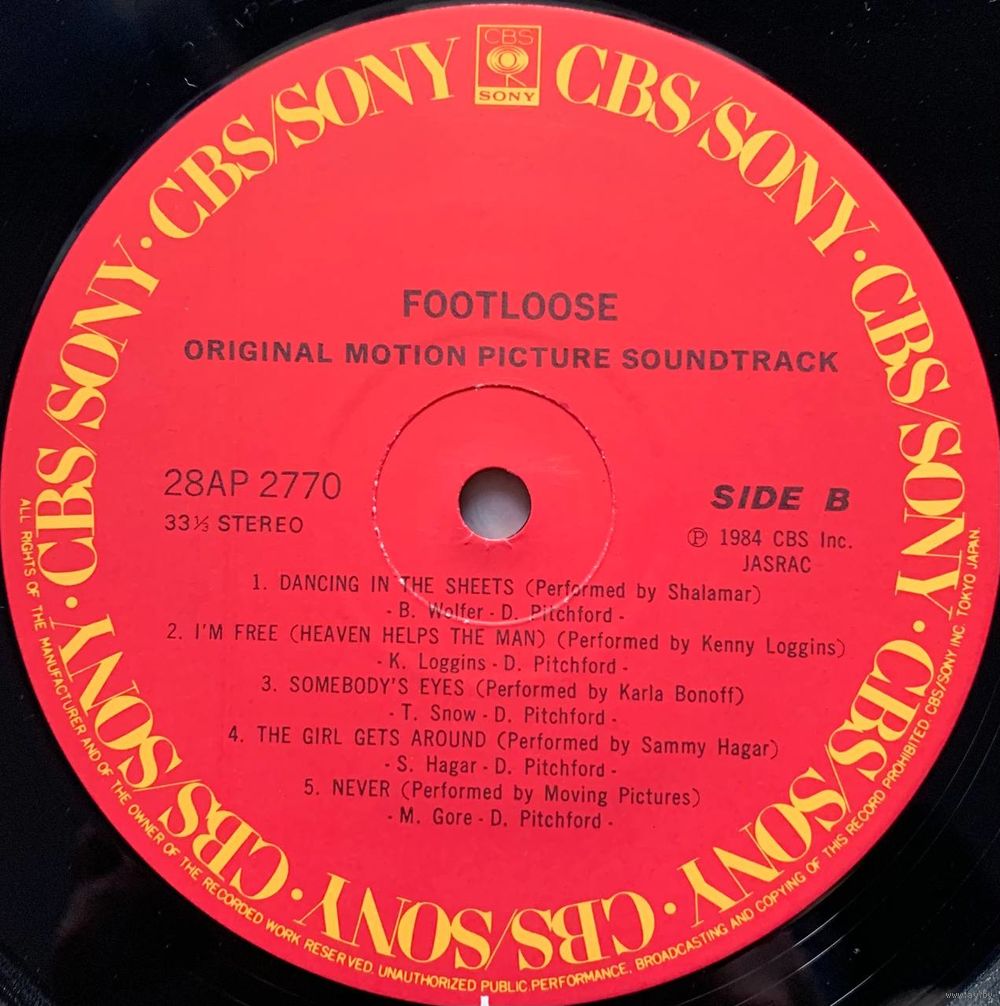 CBS
SONY
CBS/SONY · CBS/SONY · CBS/SONY · CBS/SONY · CBS/SONY · CBS/SONY · CBS/SONY · CBS/SONY
FOOTLOOSE
ORIGINAL MOTION PICTURE SOUNDTRACK
28AP 2770
33⅓ STEREO
SIDE B
Ⓟ 1984 CBS Inc.
JASRAC
1. DANCING IN THE SHEETS (Performed by Shalamar)
- B. Wolfer - D. Pitchford -
2. I'M FREE (HEAVEN HELPS THE MAN) (Performed by Kenny Loggins)
- K. Loggins - D. Pitchford -
3. SOMEBODY'S EYES (Performed by Karla Bonoff)
- T. Snow - D. Pitchford -
4. THE GIRL GETS AROUND (Performed by Sammy Hagar)
- S. Hagar - D. Pitchford -
5. NEVER (Performed by Moving Pictures)
- M. Gore - D. Pitchford -
ALL RIGHTS OF THE MANUFACTURER AND OF THE OWNER OF THE RECORDED WORK RESERVED. UNAUTHORIZED PUBLIC PERFORMANCE, BROADCASTING AND COPYING OF THIS RECORD PROHIBITED. CBS/SONY INC. TOKYO JAPAN.